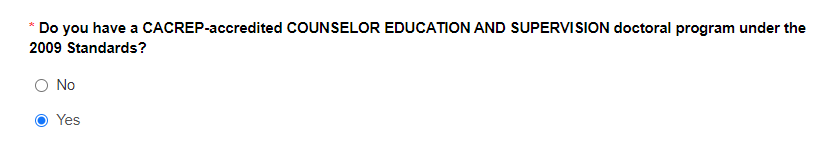 * Do you have a CACREP-accredited COUNSELOR EDUCATION AND SUPERVISION doctoral program under the
2009 Standards?
No
Yes